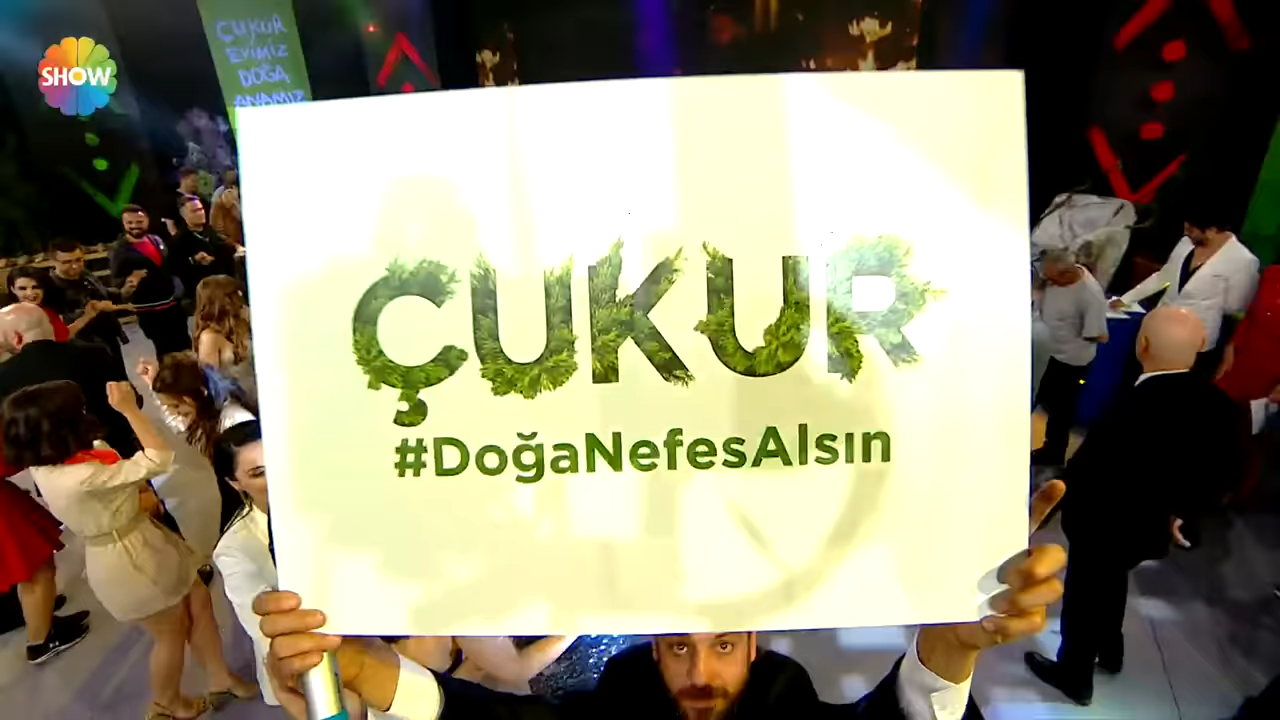 SHOW
ÇUKUR
EVİMİZ
DOĞA
ANAMIZ
ÇUKUR
#DoğaNefesAlsın